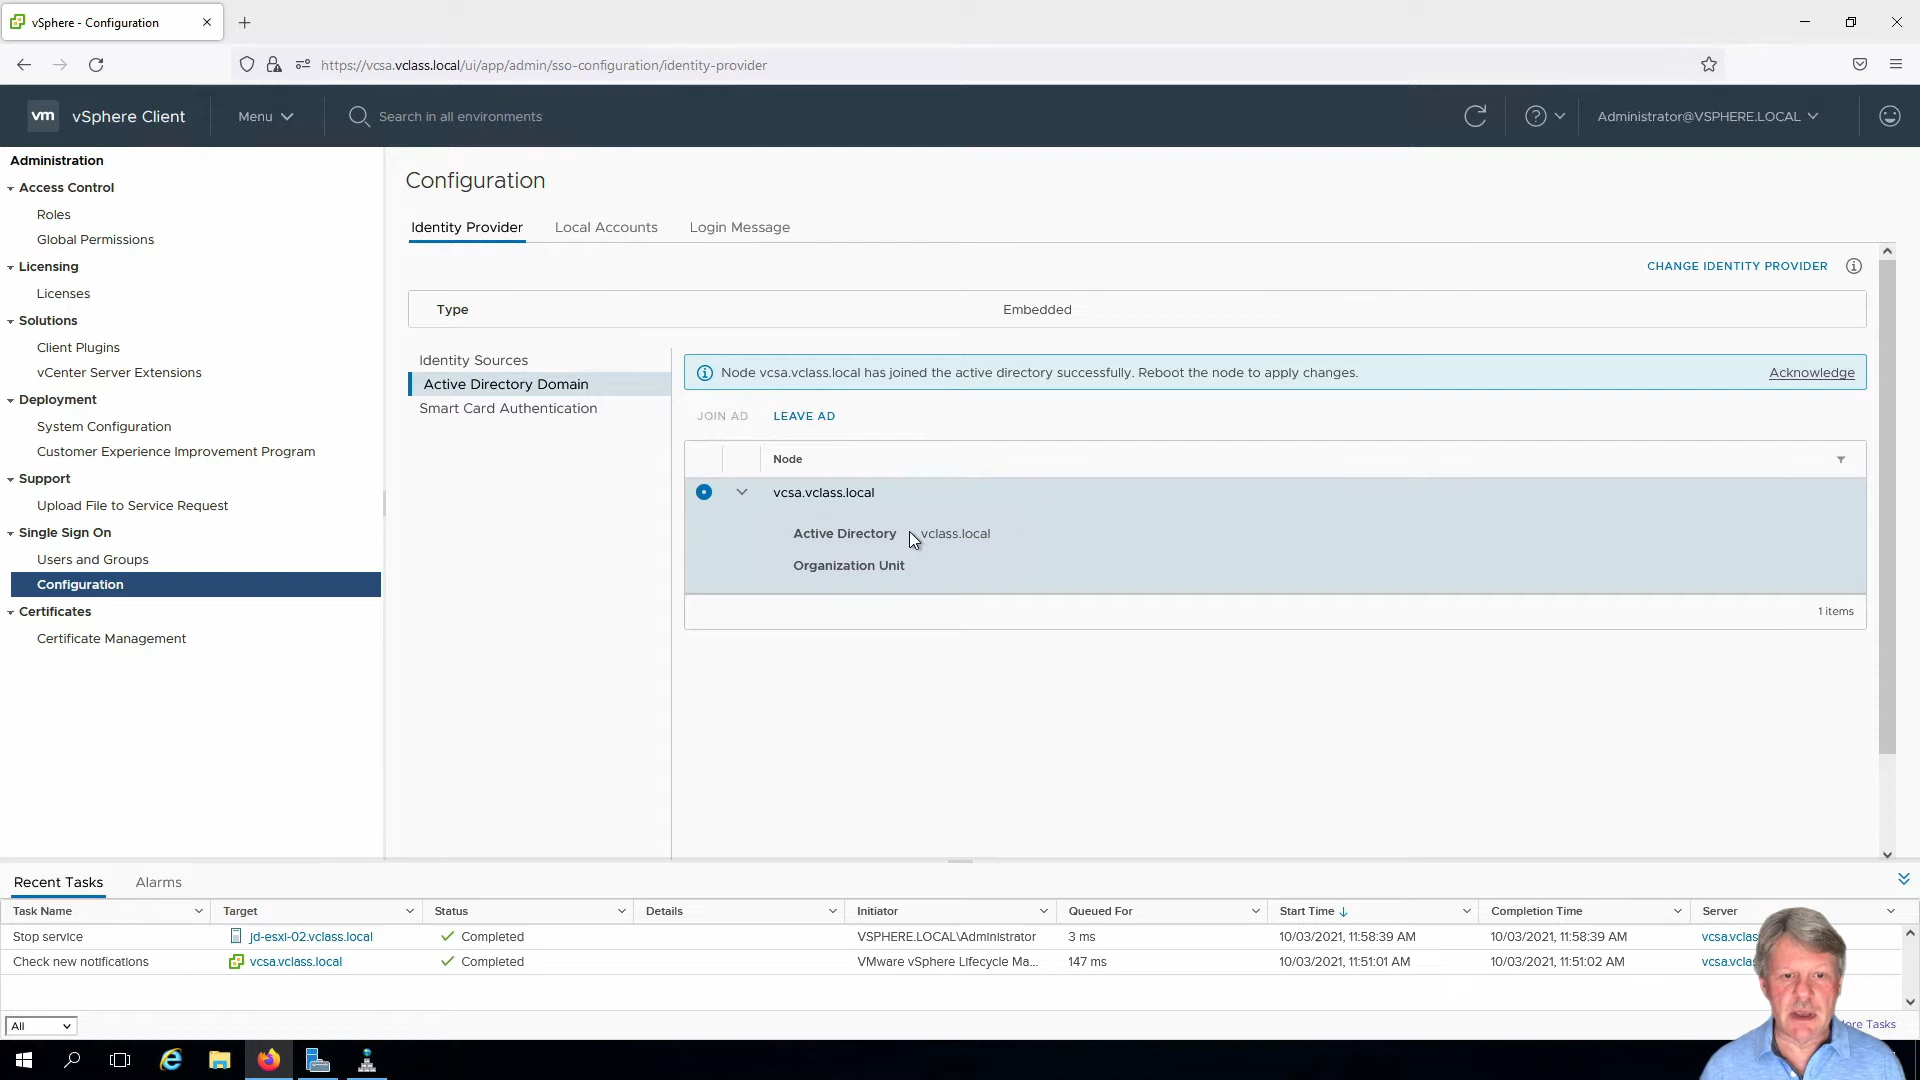 vSphere - Configuration
https://vcsa.vclass.local/ui/app/admin/sso-configuration/identity-provider
vm vSphere Client Menu Search in all environments Administrator@VSPHERE.LOCAL
Administration
Access Control
Roles
Global Permissions
Licensing
Licenses
Solutions
Client Plugins
vCenter Server Extensions
Deployment
System Configuration
Customer Experience Improvement Program
Support
Upload File to Service Request
Single Sign On
Users and Groups
Configuration
Certificates
Certificate Management
Configuration
Identity Provider Local Accounts Login Message
CHANGE IDENTITY PROVIDER
Type Embedded
Identity Sources
Active Directory Domain
Smart Card Authentication
Node vcsa.vclass.local has joined the active directory successfully. Reboot the node to apply changes. Acknowledge
JOIN AD LEAVE AD
Node
vcsa.vclass.local
Active Directory vclass.local
Organization Unit
1 items
Recent Tasks Alarms
Task Name Target Status Details Initiator Queued For Start Time Completion Time Server
Stop service jd-esxi-02.vclass.local Completed VSPHERE.LOCAL\Administrator 3 ms 10/03/2021, 11:58:39 AM 10/03/2021, 11:58:39 AM vcsa.vclas
Check new notifications vcsa.vclass.local Completed VMware vSphere Lifecycle Ma... 147 ms 10/03/2021, 11:51:01 AM 10/03/2021, 11:51:02 AM vcsa.vclas
All Tasks